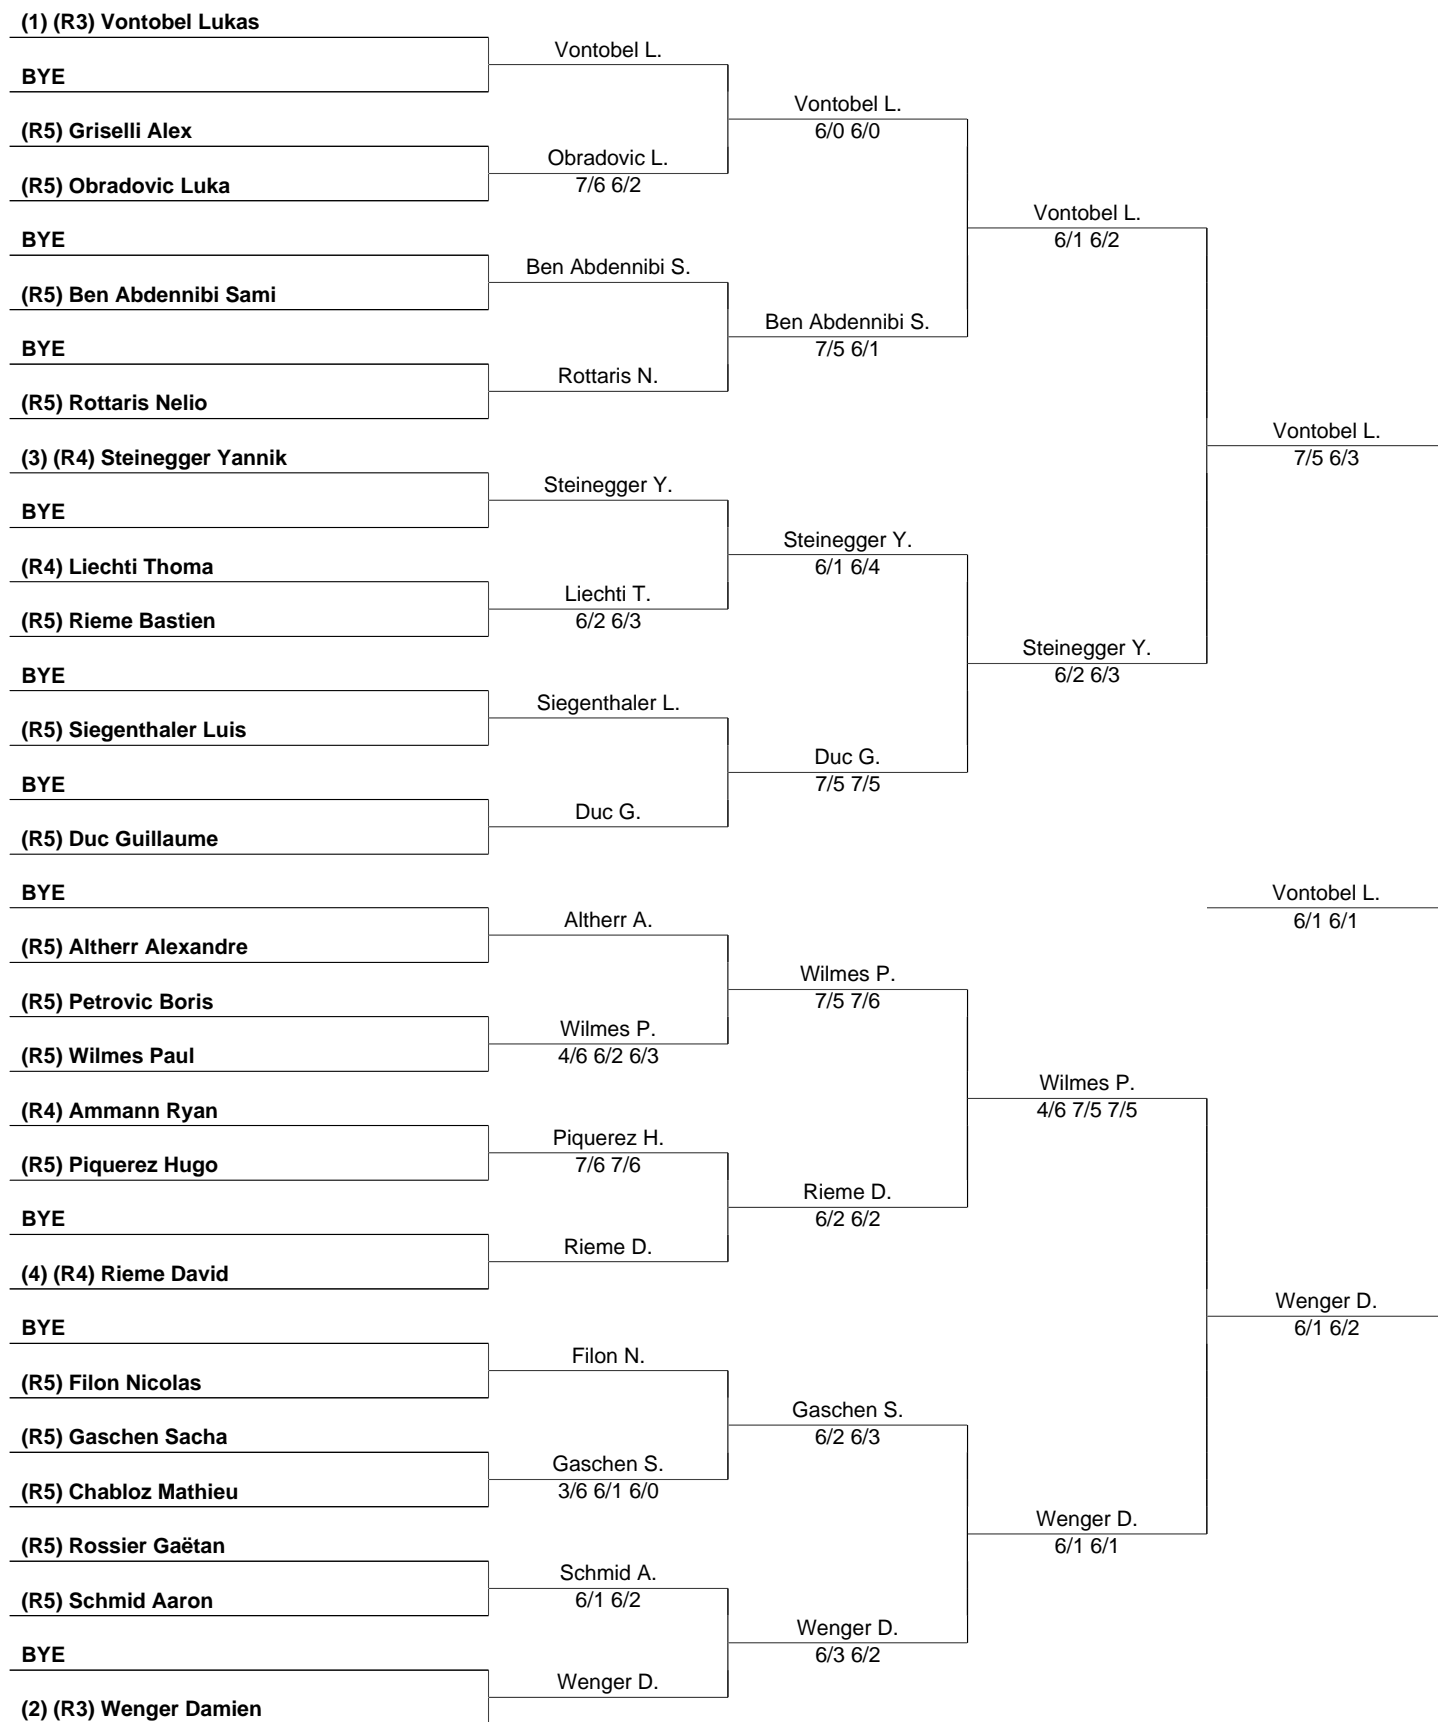 (1) (R3) Vontobel Lukas
BYE
(R5) Griselli Alex
(R5) Obradovic Luka
BYE
(R5) Ben Abdennibi Sami
BYE
(R5) Rottaris Nelio
(3) (R4) Steinegger Yannik
BYE
(R4) Liechti Thoma
(R5) Rieme Bastien
BYE
(R5) Siegenthaler Luis
BYE
(R5) Duc Guillaume
BYE
(R5) Altherr Alexandre
(R5) Petrovic Boris
(R5) Wilmes Paul
(R4) Ammann Ryan
(R5) Piquerez Hugo
BYE
(4) (R4) Rieme David
BYE
(R5) Filon Nicolas
(R5) Gaschen Sacha
(R5) Chabloz Mathieu
(R5) Rossier Gaëtan
(R5) Schmid Aaron
BYE
(2) (R3) Wenger Damien
Vontobel L.
Obradovic L.
7/6 6/2
Ben Abdennibi S.
Rottaris N.
Steinegger Y.
Liechti T.
6/2 6/3
Siegenthaler L.
Duc G.
Altherr A.
Wilmes P.
4/6 6/2 6/3
Piquerez H.
7/6 7/6
Rieme D.
Filon N.
Gaschen S.
3/6 6/1 6/0
Schmid A.
6/1 6/2
Wenger D.
Vontobel L.
6/0 6/0
Ben Abdennibi S.
7/5 6/1
Steinegger Y.
6/1 6/4
Duc G.
7/5 7/5
Wilmes P.
7/5 7/6
Rieme D.
6/2 6/2
Gaschen S.
6/2 6/3
Wenger D.
6/3 6/2
Vontobel L.
6/1 6/2
Steinegger Y.
6/2 6/3
Wilmes P.
4/6 7/5 7/5
Wenger D.
6/1 6/1
Vontobel L.
7/5 6/3
Vontobel L.
6/1 6/1
Wenger D.
6/1 6/2